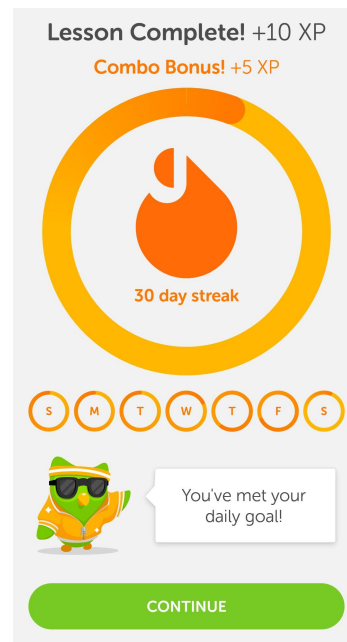 Lesson Complete! +10 XP
Combo Bonus! +5 XP
30 day streak
S M T W T F S
You've met your
daily goal!
CONTINUE